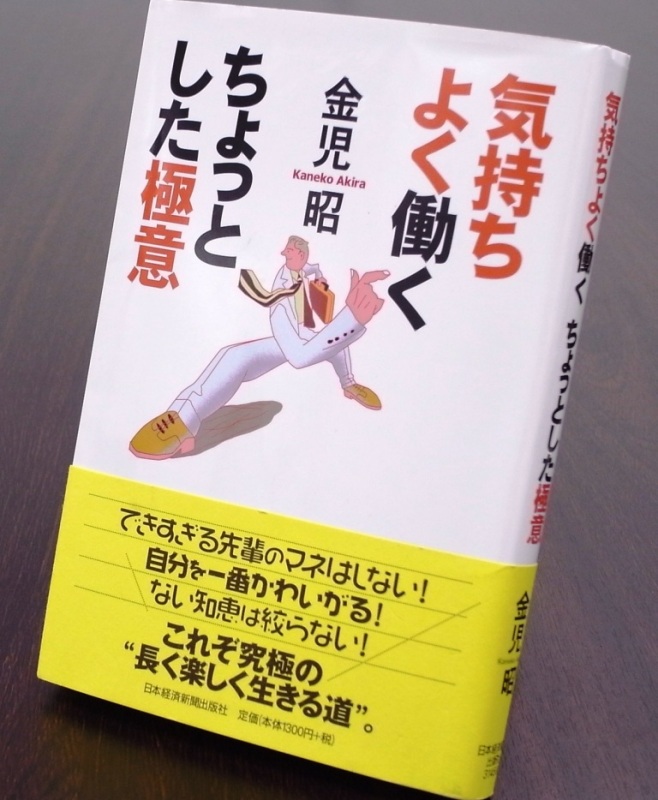 気持ち
よく働く
ちょっと
した極意
金児 昭
Kaneko Akira
できすぎる先輩のマネはしない!
自分を一番かわいがる!
ない知恵は絞らない!
これぞ究極の
“長く楽しく生きる道”。
日本経済新聞出版社 定価(本体1300円+税)
気持ちよく働く ちょっとした極意
金児 昭